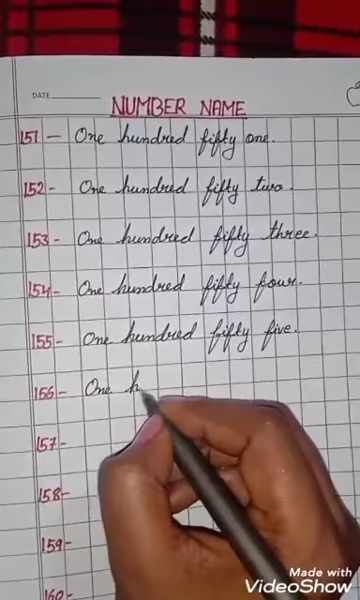 DATE
NUMBER NAME
151 - One hundred fifty one.
152 - One hundred fifty two.
153 - One hundred fifty three.
154 - One hundred fifty four.
155 - One hundred fifty five.
156 - One h
157 -
158 -
159 -
160 -
Made with
VideoShow